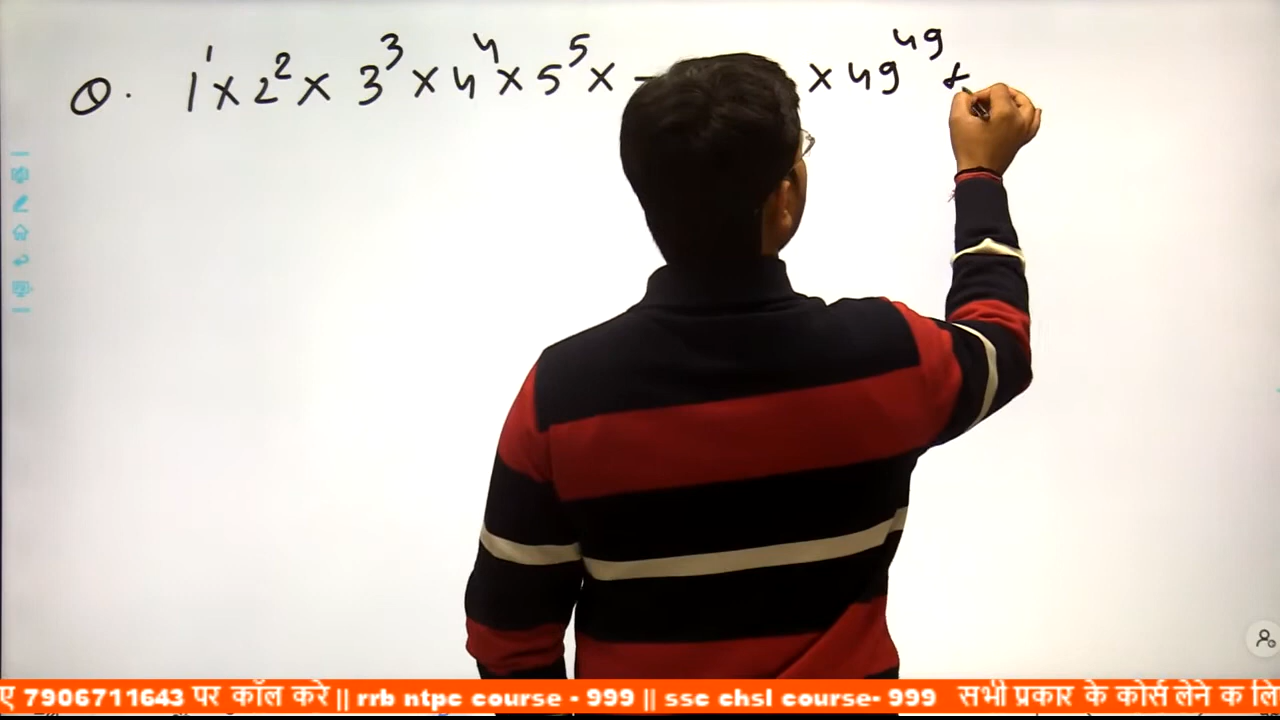 Q. 1¹ x 2² x 3³ x 4⁴ x 5⁵ x - x 49⁴⁹
ए 7906711643 पर कॉल करे || rrb ntpc course - 999 || ssc chsl course- 999 सभी प्रकार के कोर्स लेने क लि